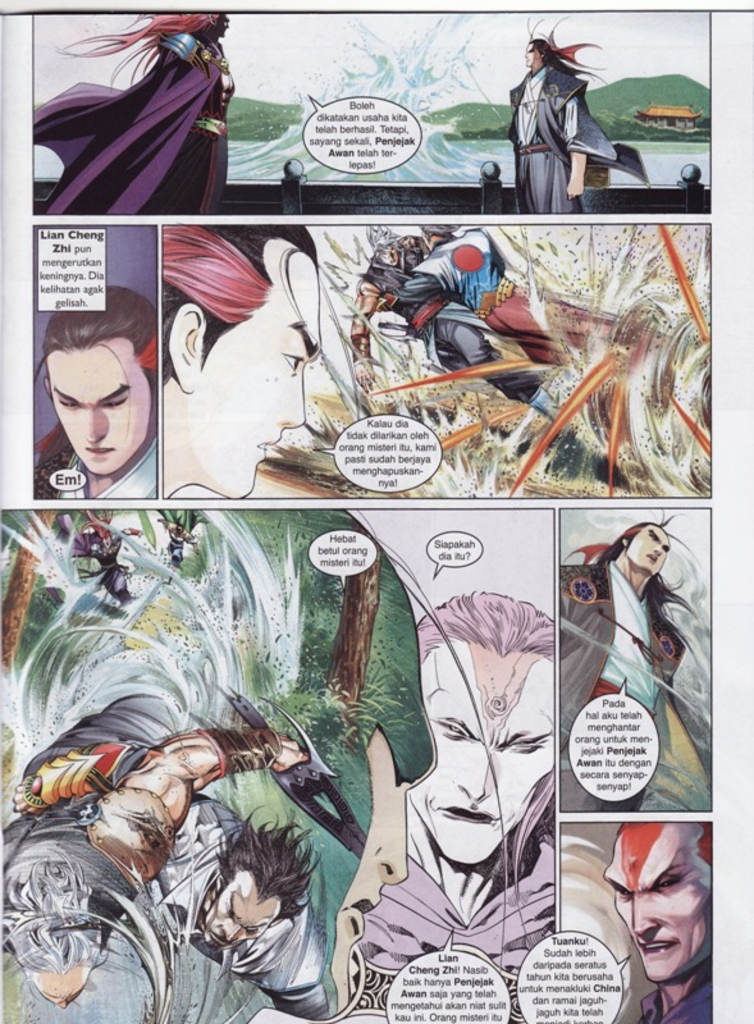 Boleh
dikatakan usaha kita
telah berhasil. Tetapi,
sayang sekali, Penjejak
Awan telah ter-
lepas!
Lian Cheng
Zhi pun
mengerutkan
keningnya. Dia
kelihatan agak
gelisah.
Em!
Kalau dia
tidak dilarikan oleh
orang misteri itu, kami
pasti sudah berjaya
menghapuskan-
nya!
Hebat
betul orang
misteri itu!
Siapakah
dia itu?
Pada
hal aku telah
menghantar
orang untuk men-
jejaki Penjejak
Awan itu dengan
secara senyap-
senyap!
Lian
Cheng Zhi! Nasib
baik hanya Penjejak
Awan saja yang telah
mengetahui akan niat sulit
kau ini. Orang misteri itu
Tuanku!
Sudah lebih
daripada seratus
tahun kita berusaha
untuk menakluki China
dan ramai jaguh-
jaguh kita telah